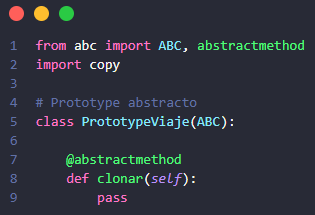 1 from abc import ABC, abstractmethod
2 import copy
3
4 # Prototype abstracto
5 class PrototypeViaje(ABC):
6
7     @abstractmethod
8     def clonar(self):
9         pass